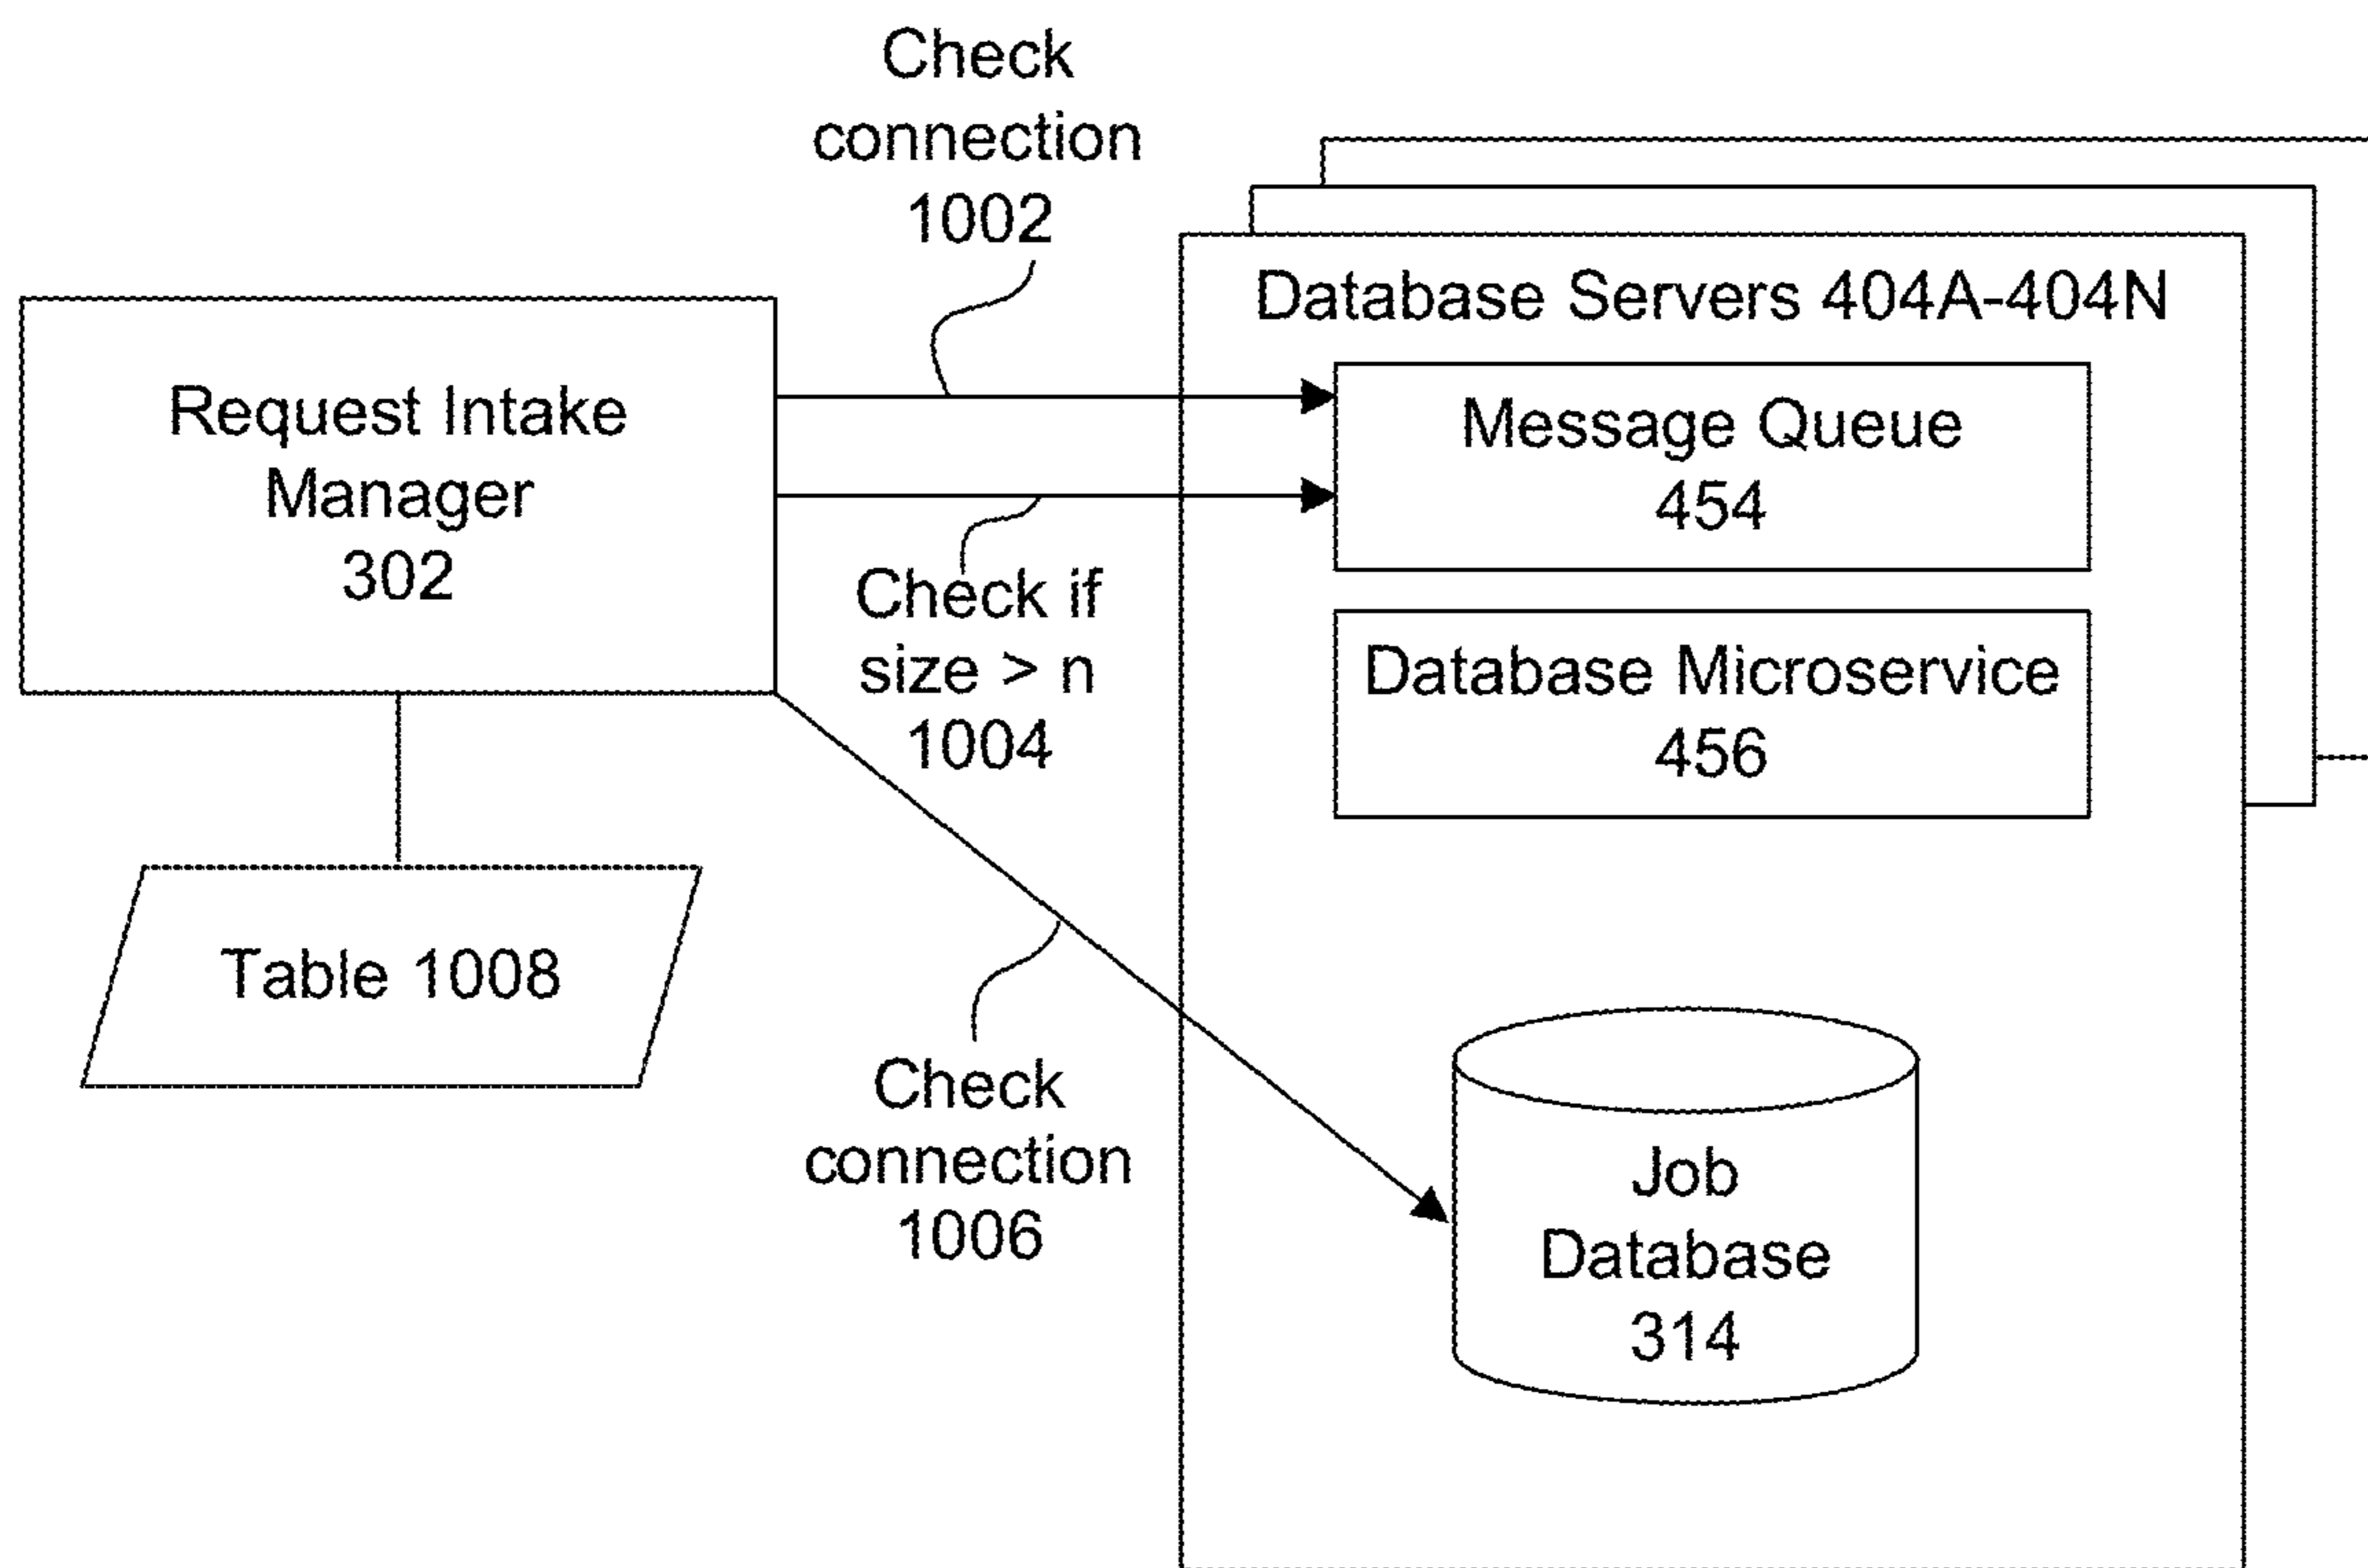 Check
connection
1002
Database Servers 404A-404N
Request Intake
Manager
302
Message Queue
454
Check if
size > n
1004
Database Microservice
456
Table 1008
Check
connection
1006
Job
Database
314